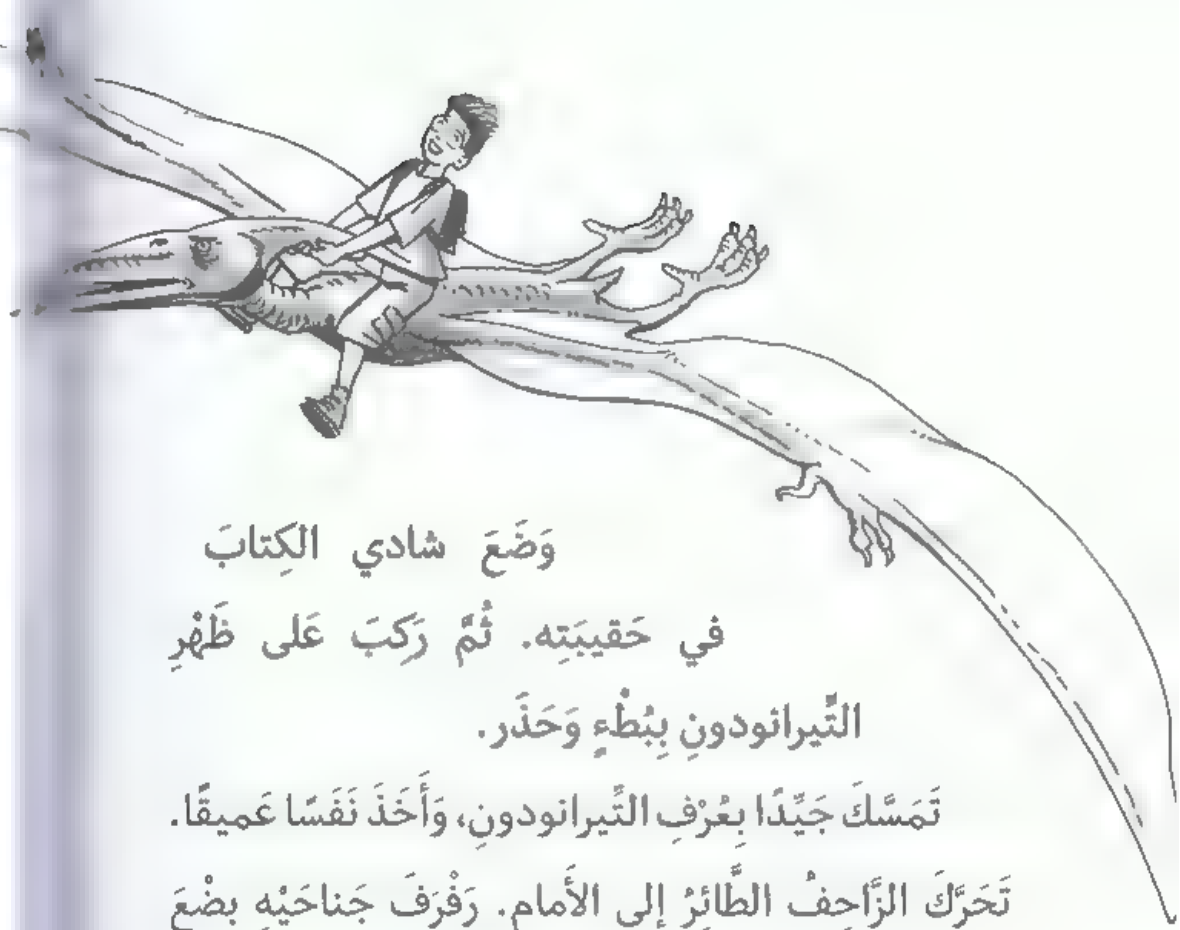 وَضَعَ شادي الكِتابَ
في حَقيبَتِه. ثُمَّ رَكِبَ عَلى ظَهْرِ
التِّيرانودونِ بِبُطْءٍ وَحَذَر.
تَمَسَّكَ جَيِّدًا بِعُرْفِ التِّيرانودونِ، وَأَخَذَ نَفَسًا عَميقًا.
تَحَرَّكَ الزَّاحِفُ الطَّائِرُ إلى الأَمام. رَفْرَفَ جَناحَيْهِ بِضْعَ